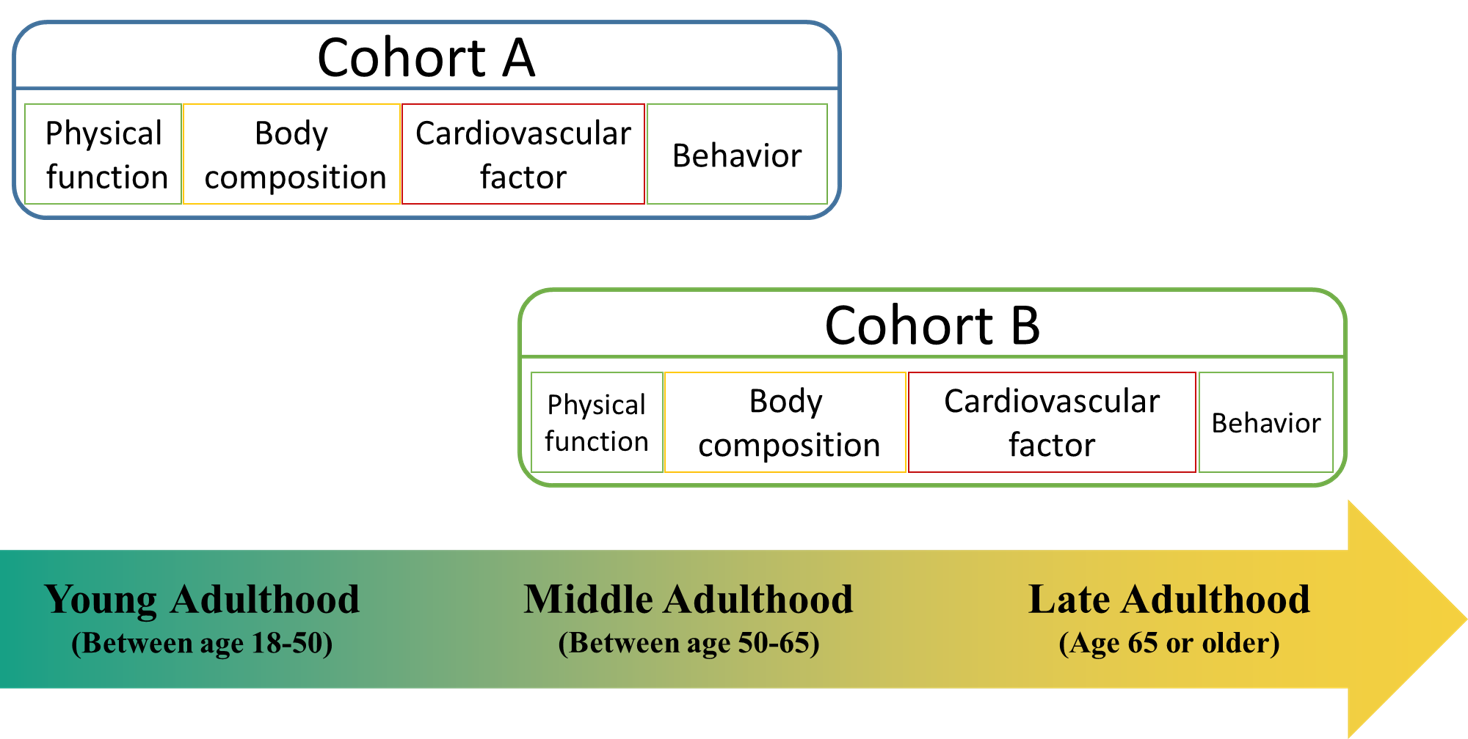 Cohort A
Physical
function
Body
composition
Cardiovascular
factor
Behavior
Cohort B
Physical
function
Body
composition
Cardiovascular
factor
Behavior
Young Adulthood
(Between age 18-50)
Middle Adulthood
(Between age 50-65)
Late Adulthood
(Age 65 or older)